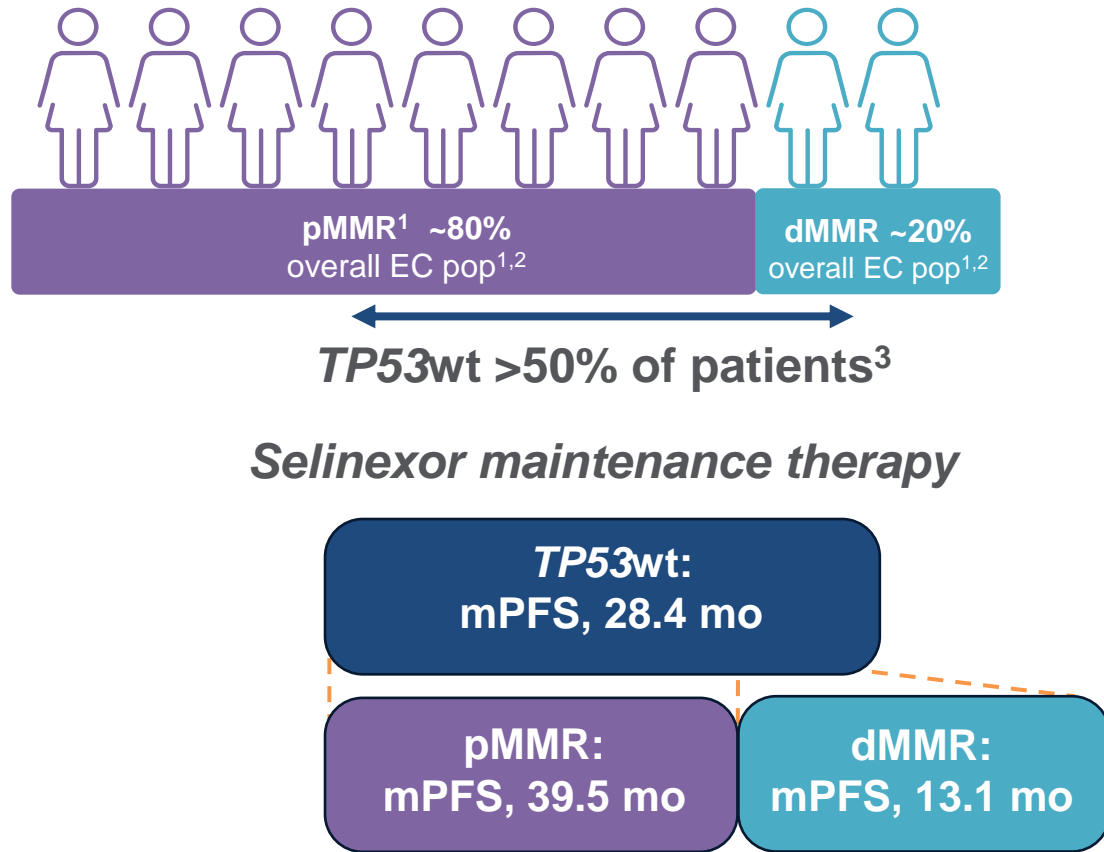 pMMR¹ ~80%
overall EC pop¹,²
dMMR ~20%
overall EC pop¹,²
TP53wt >50% of patients³
Selinexor maintenance therapy
TP53wt:
mPFS, 28.4 mo
pMMR:
mPFS, 39.5 mo
dMMR:
mPFS, 13.1 mo